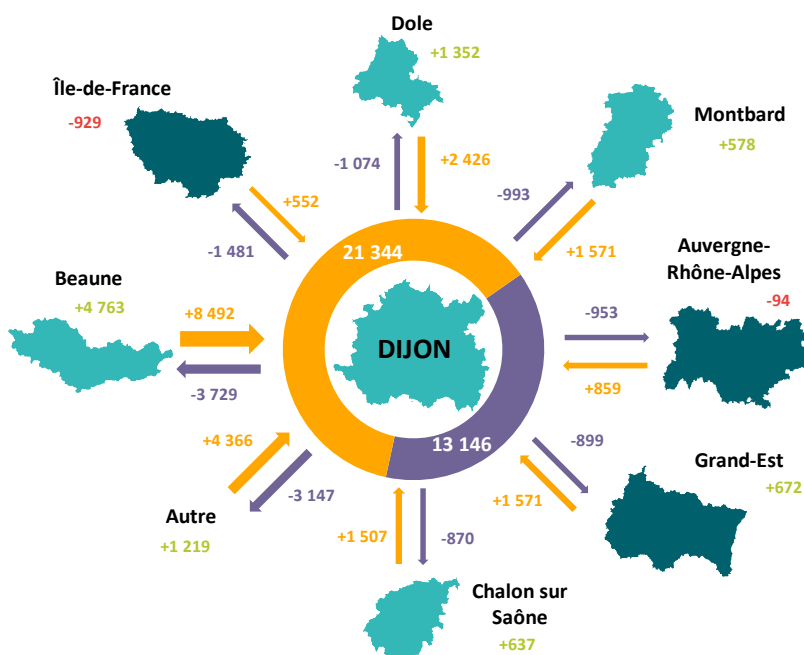 Dole
+1 352
Île-de-France
-929
Montbard
+578
-1 074
+2 426
-993
+552
-1 481
+1 571
21 344
Auvergne-
Rhône-Alpes
-94
Beaune
+4 763
+8 492
-3 729
DIJON
-953
+859
13 146
-899
+4 366
-3 147
Autre
+1 219
+1 571
Grand-Est
+672
+1 507
-870
Chalon sur
Saône
+637